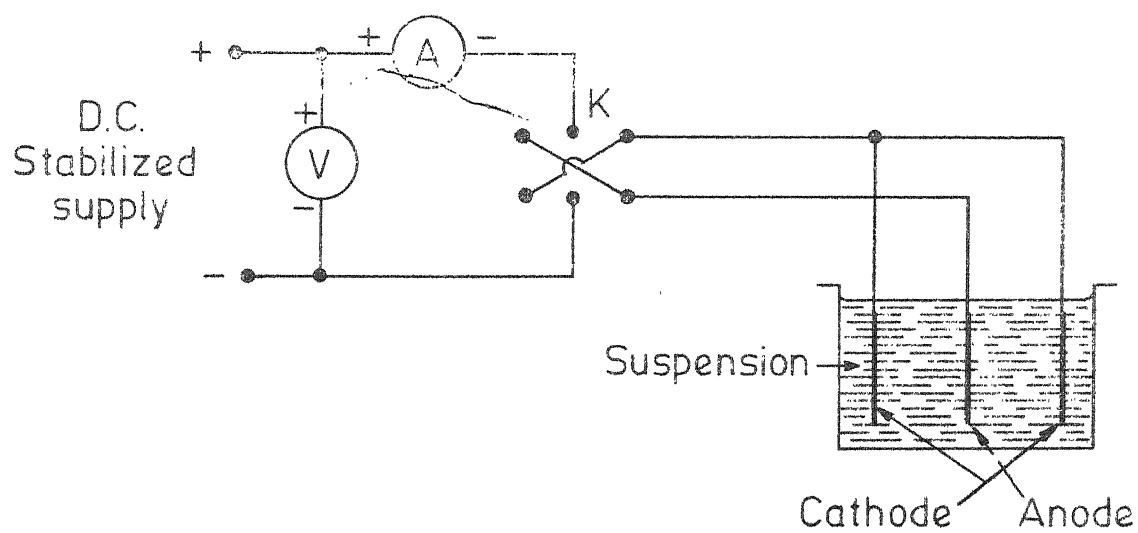 +
+
A
-
K
D.C.
Stabilized
supply
+
V
-
-
Suspension
Cathode
Anode